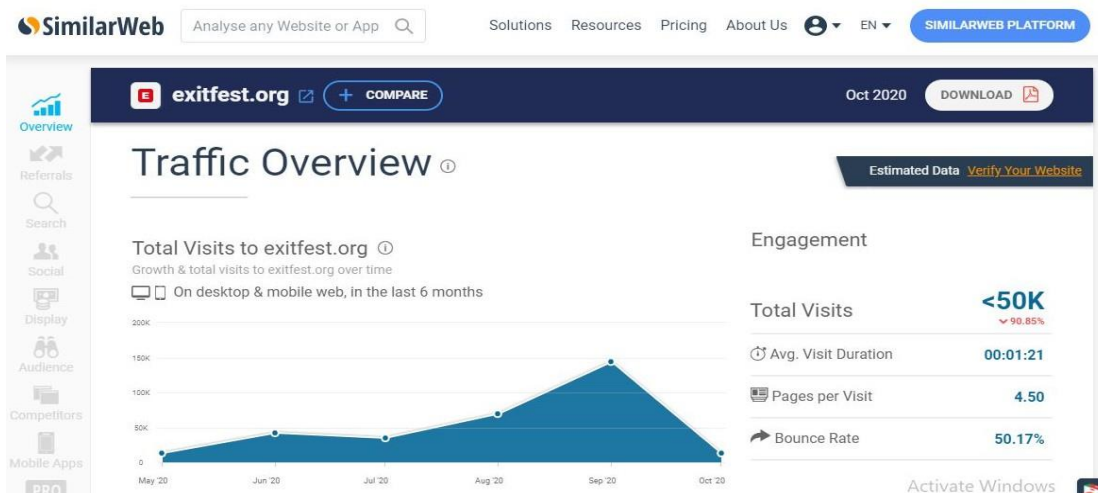 SimilarWeb Analyse any Website or App Solutions Resources Pricing About Us EN SIMILARWEB PLATFORM
E exitfest.org + COMPARE Oct 2020 DOWNLOAD
Overview
Referrals
Search
Social
Display
Audience
Competitors
Mobile Apps
PRO
Traffic Overview
Estimated Data Verify Your Website
Total Visits to exitfest.org
Growth & total visits to exitfest.org over time
On desktop & mobile web, in the last 6 months
200K
150K
100K
50K
0
May '20 Jun '20 Jul '20 Aug '20 Sep '20 Oct '20
Engagement
Total Visits <50K
90.85%
Avg. Visit Duration 00:01:21
Pages per Visit 4.50
Bounce Rate 50.17%
Activate Windows